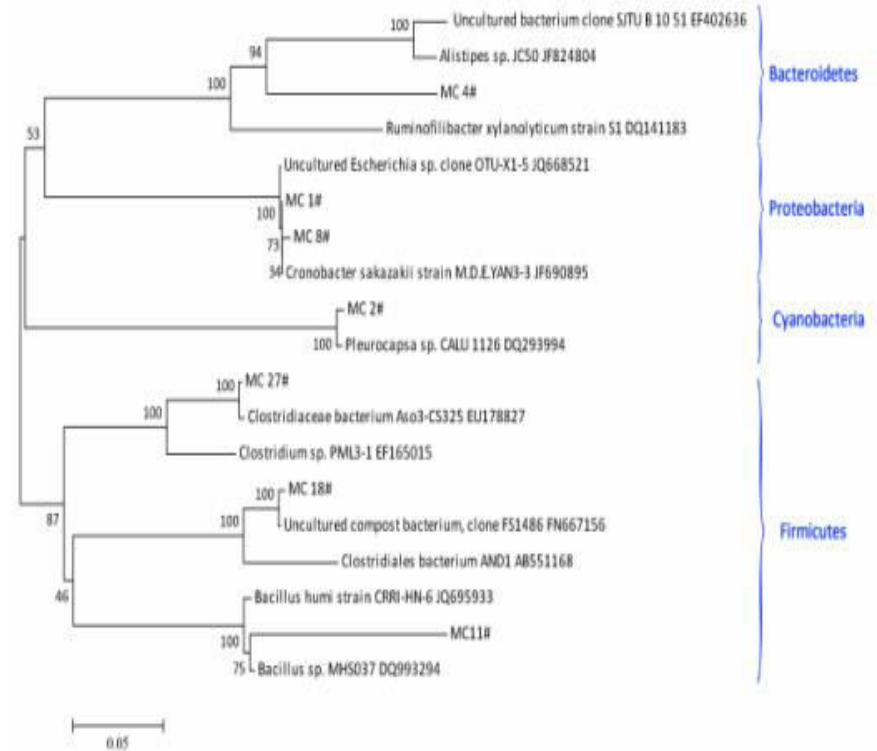 100
Uncultured bacterium clone SJTU B 10 51 EF402636
94
Alistipes sp. JC50 JF824804
Bacteroidetes
100
MC 4#
Ruminofilibacter xylanolyticum strain S1 DQ141183
53
Uncultured Escherichia sp. clone OTU-X1-5 JQ668521
MC 1#
Proteobacteria
100
MC 8#
73
34
Cronobacter sakazakii strain M.D.E.YAN3-3 JF690895
MC 2#
Cyanobacteria
100
Pleurocapsa sp. CALU 1126 DQ293994
100
MC 27#
100
Clostridiaceae bacterium Aso3-CS325 EU178827
Clostridium sp. PML3-1 EF165015
100
MC 18#
87
100
Uncultured compost bacterium, clone FS1486 FN667156
Firmicutes
Clostridiales bacterium AND1 AB551168
46
Bacillus humi strain CRRI-HN-6 JQ695933
100
MC11#
75
Bacillus sp. MHS037 DQ993294
0.05